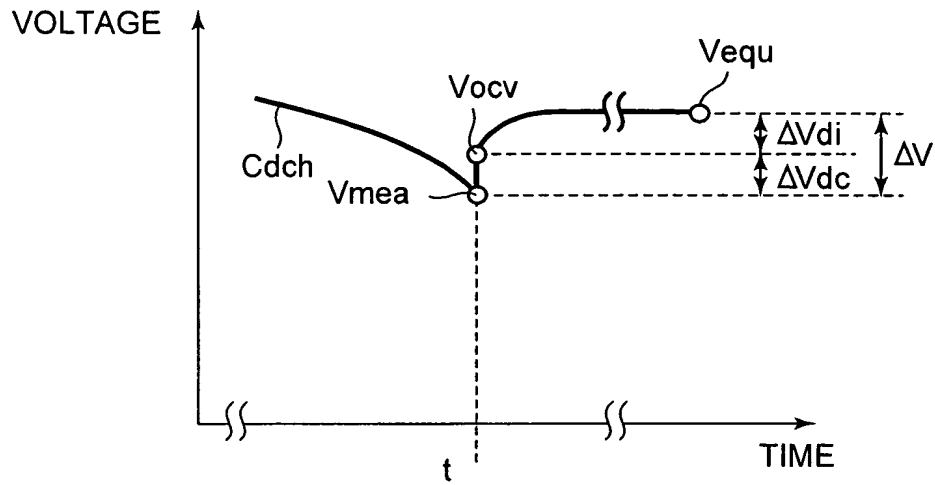 VOLTAGE
Vequ
Vocv
ΔVdi
ΔV
Cdch
ΔVdc
Vmea
TIME
t